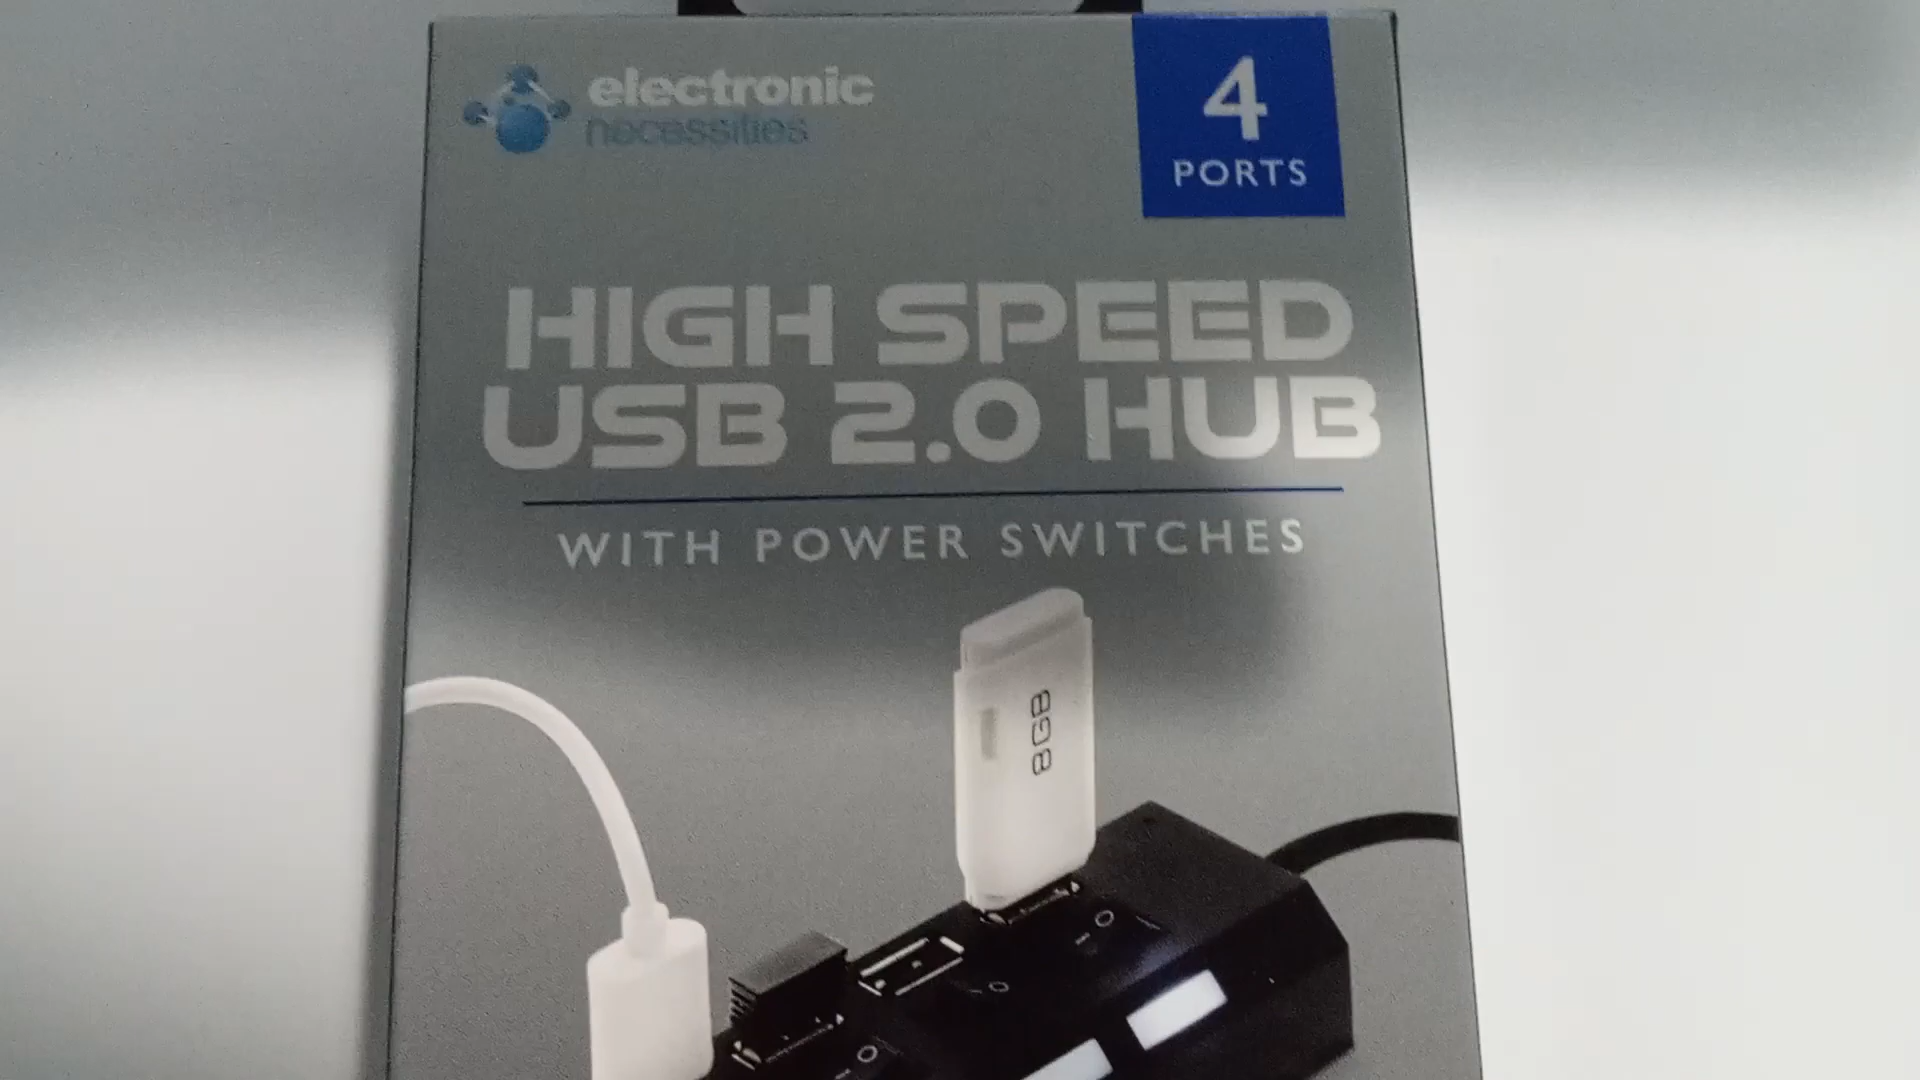 electronic
necessities
4
PORTS
HIGH SPEED
USB 2.0 HUB
WITH POWER SWITCHES
8GB